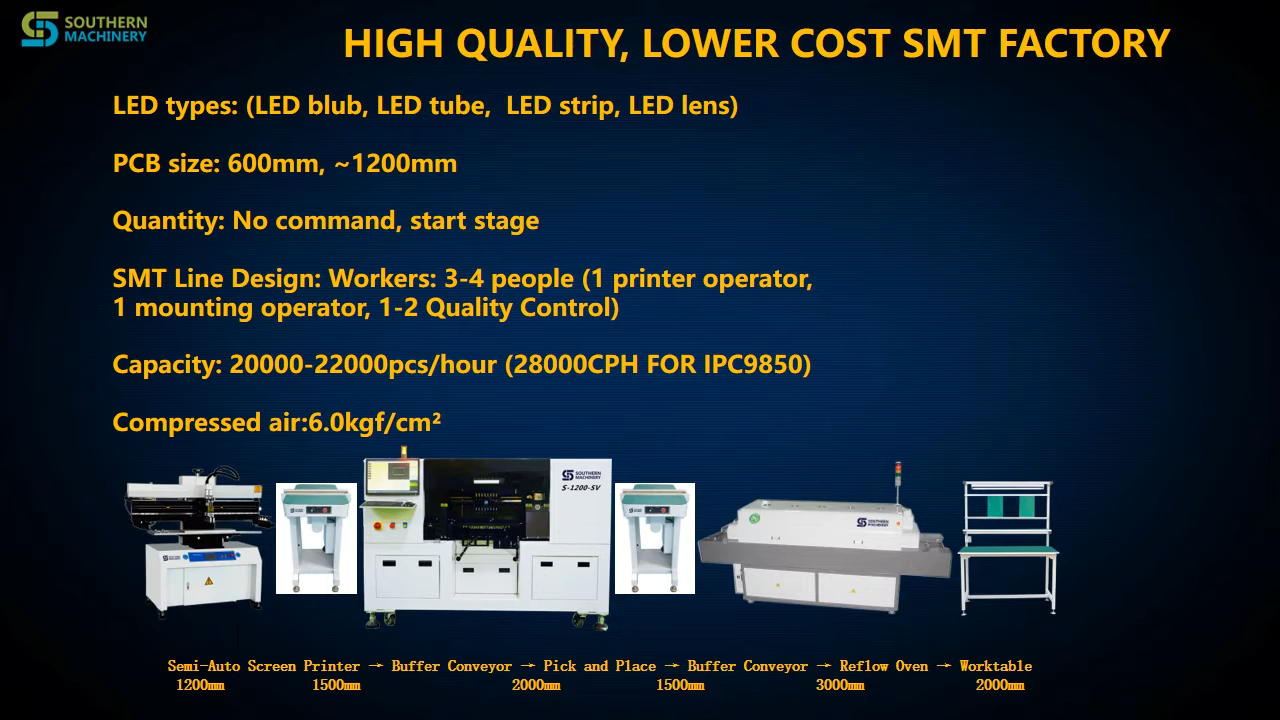 SOUTHERN
MACHINERY
HIGH QUALITY, LOWER COST SMT FACTORY
LED types: (LED blub, LED tube,  LED strip, LED lens)
PCB size: 600mm, ~1200mm
Quantity: No command, start stage
SMT Line Design: Workers: 3-4 people (1 printer operator,
1 mounting operator, 1-2 Quality Control)
Capacity: 20000-22000pcs/hour (28000CPH FOR IPC9850)
Compressed air:6.0kgf/cm²
SOUTHERN
MACHINERY
S-1200-SV
SOUTHERN
MACHINERY
Semi-Auto Screen Printer → Buffer Conveyor → Pick and Place → Buffer Conveyor → Reflow Oven → Worktable
1200mm 1500mm 2000mm 1500mm 3000mm 2000mm